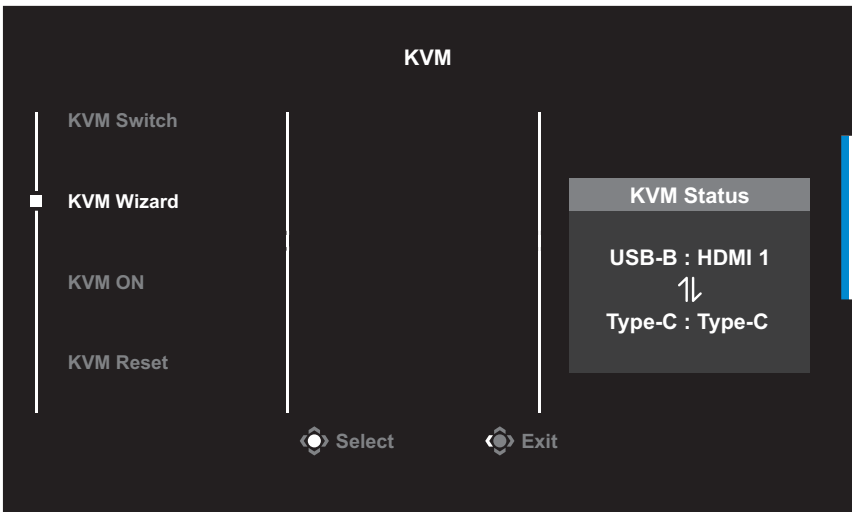 KVM
KVM Switch
KVM Wizard
KVM ON
KVM Reset
KVM Status
USB-B : HDMI 1
Type-C : Type-C
Select
Exit